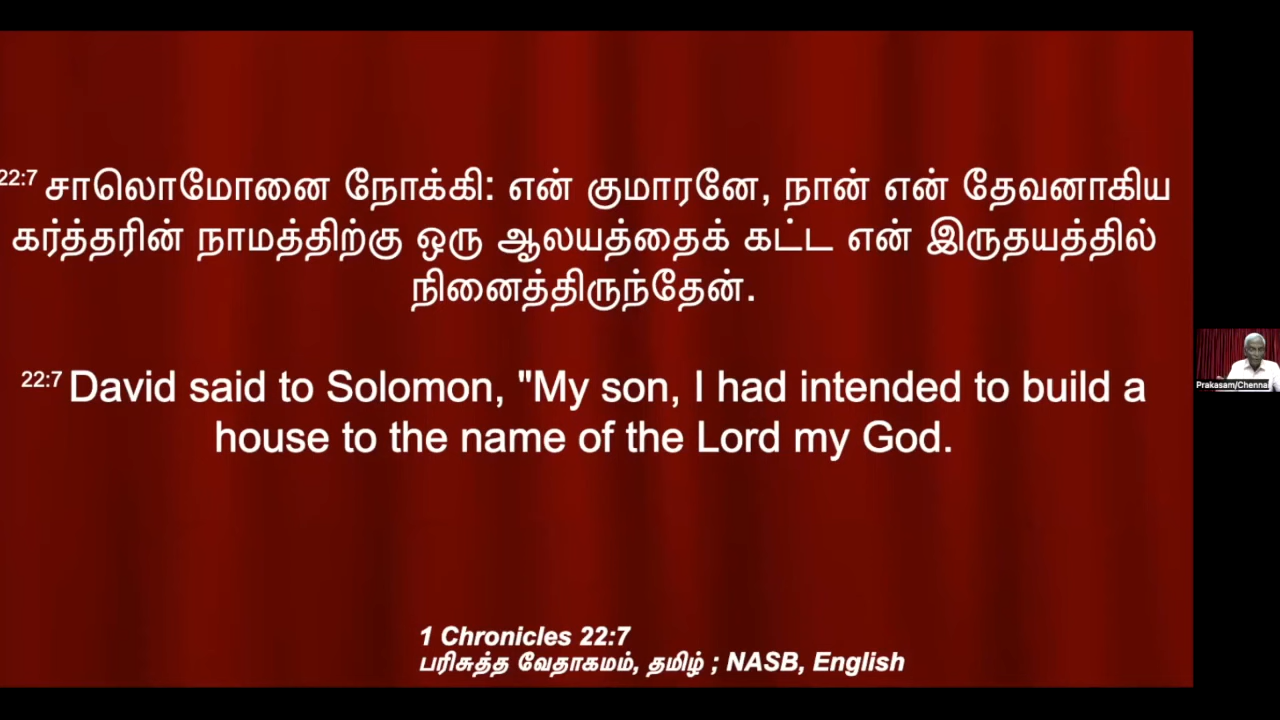 22:7 சாலொமோனை நோக்கி: என் குமாரனே, நான் என் தேவனாகிய
கர்த்தரின் நாமத்திற்கு ஒரு ஆலயத்தைக் கட்ட என் இருதயத்தில்
நினைத்திருந்தேன்.
22:7 David said to Solomon, "My son, I had intended to build a
house to the name of the Lord my God.
1 Chronicles 22:7
பரிசுத்த வேதாகமம், தமிழ் ; NASB, English
Prakasam/Chennai